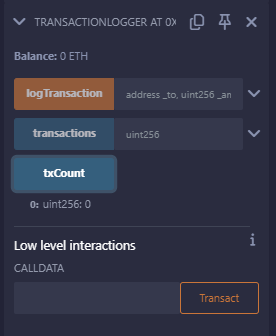 TRANSACTIONLOGGER AT 0X
Balance: 0 ETH
logTransaction address _to, uint256 _am
transactions uint256
txCount
0: uint256: 0
Low level interactions
CALLDATA
Transact